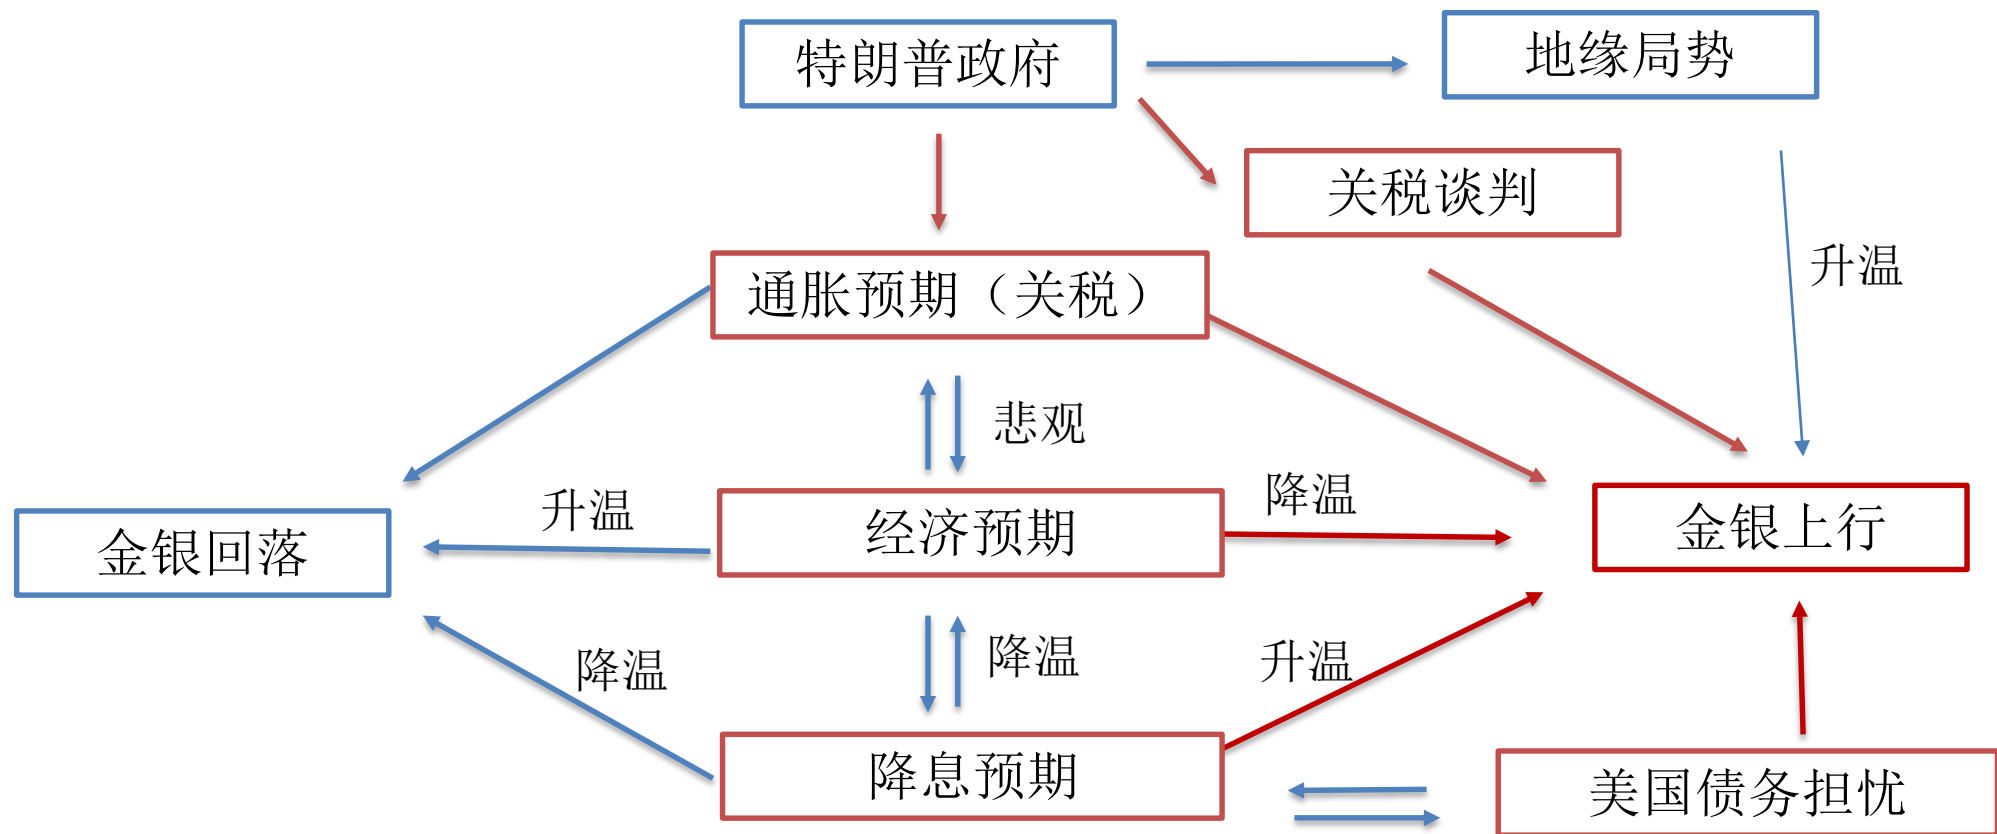 特朗普政府
地缘局势
关税谈判
通胀预期（关税）
升温
悲观
升温
降温
金银回落
经济预期
金银上行
降温
降温
升温
降息预期
美国债务担忧